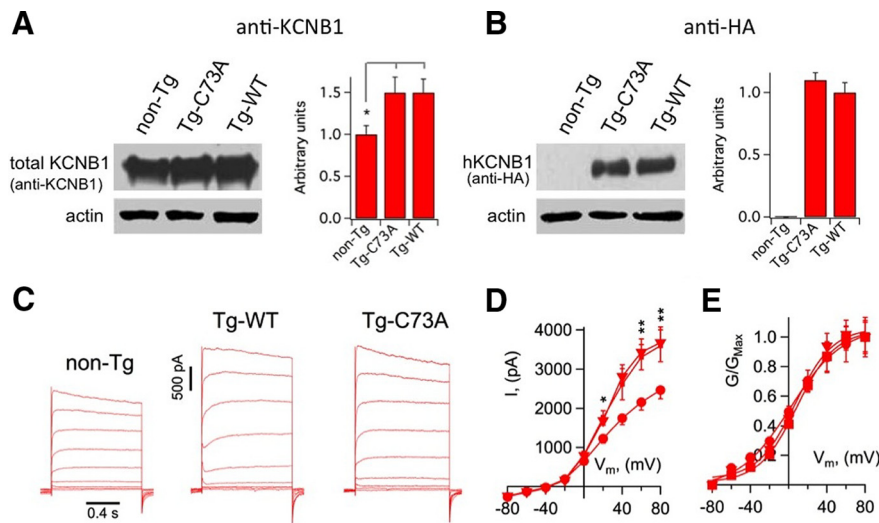 A anti-KCNB1
non-Tg Tg-C73A Tg-WT
total KCNB1
(anti-KCNB1)
actin
Arbitrary units
1.5
1.0
0.5
0.0
*
non-Tg Tg-C73A Tg-WT
B anti-HA
non-Tg Tg-C73A Tg-WT
hKCNB1
(anti-HA)
actin
Arbitrary units
1.0
0.5
0.0
non-Tg Tg-C73A Tg-WT
C
non-Tg Tg-WT Tg-C73A
500 pA
0.4 s
D
I, (pA)
4000
3000
2000
1000
* ** **
Vm, (mV)
-80 -40 40 80
E
G/GMax
1.0
0.8
0.6
0.4
0.2
Vm, (mV)
-80 -40 40 80